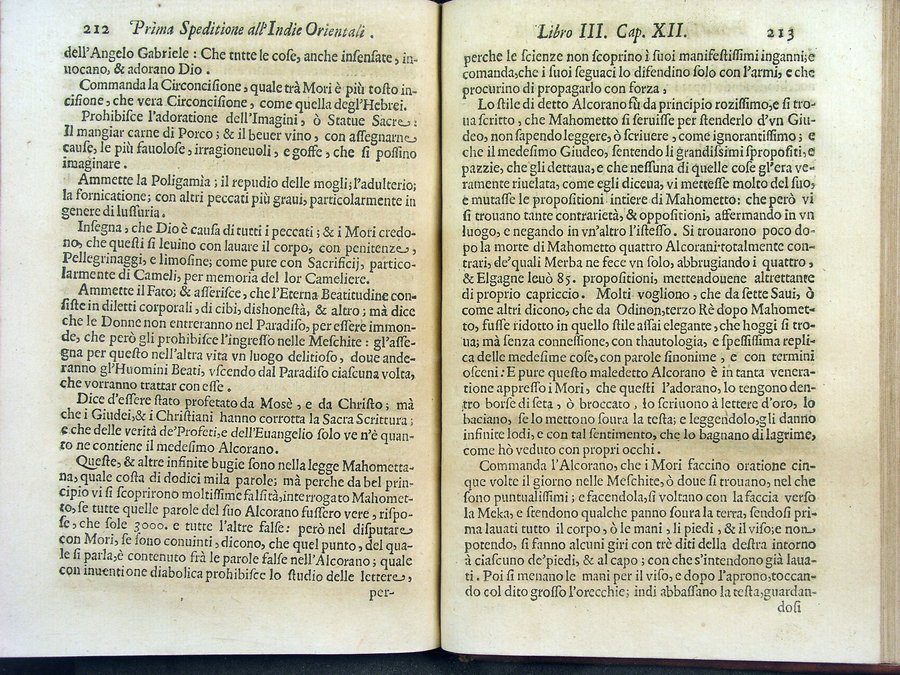 212 Prima Speditione all'Indie Orientali.
dell'Angelo Gabriele : Che tutte le cose, anche insensate, in-
uocano, & adorano Dio .
Commanda la Circoncisione, quale trà Mori è più tosto in-
cisione, che vera Circoncisione, come quella degl'Hebrei.
Prohibisce l'adoratione dell'Imagini, ò Statue Sacre:
Il mangiar carne di Porco; & il beuer vino, con assegnarne
cause, le più fauolose, irragioneuoli, e goffe, che si possino
imaginare .
Ammette la Poligamia; il repudio delle mogli; l'adulterio;
la fornicatione; con altri peccati più graui, particolarmente in
genere di lussuria.
Insegna, che Dio è causa di tutti i peccati; & i Mori credo-
no, che questi si leuino con lauare il corpo, con penitenze,
Pellegrinaggi, e limosine; come pure con Sacrificij, partico-
larmente di Cameli, per memoria del lor Cameliere.
Ammette il Fato; & asserisce, che l'Eterna Beatitudine con-
siste in diletti corporali, di cibi, dishonestà, & altro; mà dice
che le Donne non entreranno nel Paradiso, per essere immon-
de, che però gli prohibisce l'ingresso nelle Meschite: gl'asse-
gna per questo nell'altra vita vn luogo delitioso, doue ande-
ranno gl'Huomini Beati, vscendo dal Paradiso ciascuna volta,
che vorranno trattar con esse .
Dice d'essere stato profetato da Mosè, e da Christo; mà
che i Giudei, & i Christiani hanno corrotta la Sacra Scrittura;
e che delle verità de'Profeti, e dell'Euangelio solo ve n'è quan-
to ne contiene il medesimo Alcorano.
Queste, & altre infinite bugie sono nella legge Mahometta-
na, quale costa di dodici mila parole; mà perche da bel prin-
cipio vi si scoprirono moltissime falsità, interrogato Mahomet-
to, se tutte quelle parole del suo Alcorano fussero vere, rispo-
se, che sole 3000. e tutte l'altre false: però nel disputare
con Mori, se sono conuinti, dicono, che quel punto, del qua-
le si parla, è contenuto frà le parole false nell'Alcorano; quale
con inuentione diabolica prohibisce lo studio delle lettere,
per-
Libro III. Cap. XII. 213
perche le scienze non scoprino i suoi manifestissimi inganni; e
comanda, che i suoi seguaci lo difendino solo con l'armi, e che
procurino di propagarlo con forza,
Lo stile di detto Alcorano fù da principio rozissimo; e si tro-
ua scritto, che Mahometto si seruisse per stenderlo d'vn Giu-
deo, non sapendo leggere, ò scriuere, come ignorantissimo; e
che il medesimo Giudeo, sentendo li grandissimi spropositi, e
pazzie, che gli dettaua, e che nessuna di quelle cose gl'era ve-
ramente riuelata, come egli diceua, vi mettesse molto del suo,
e mutasse le propositioni intiere di Mahometto: che però vi
si trouano tante contrarietà, & oppositioni, affermando in vn
luogo, e negando in vn'altro l'istesso. Si trouarono poco do-
po la morte di Mahometto quattro Alcorani totalmente con-
trari, de'quali Merba ne fece vn solo, abbrugiando i quattro,
& Elgagne leuò 85. propositioni, mettendouene altrettante
di proprio capriccio. Molti vogliono, che da sette Saui, ò
come altri dicono, che da Odinon, terzo Rè dopo Mahomet-
to, fusse ridotto in quello stile assai elegante, che hoggi si tro-
ua; mà senza connessione, con thautologia, e spessissima repli-
ca delle medesime cose, con parole sinonime, e con termini
osceni: E pure questo maledetto Alcorano è in tanta venera-
tione appresso i Mori, che questi l'adorano, lo tengono den-
tro borse di seta, ò broccato, lo scriuono à lettere d'oro, lo
baciano, se lo mettono soura la testa; e leggendolo, gli danno
infinite lodi, e con tal sentimento, che lo bagnano di lagrime,
come hò veduto con propri occhi.
Commanda l'Alcorano, che i Mori faccino oratione cin-
que volte il giorno nelle Meschite, ò doue si trouano, nel che
sono puntualissimi; e facendola, si voltano con la faccia verso
la Meka, e stendono qualche panno soura la terra, sendosi pri-
ma lauati tutto il corpo, ò le mani, li piedi, & il viso; e non
potendo, si fanno alcuni giri con trè diti della destra intorno
à ciascuno de'piedi, & al capo; con che s'intendono già laua-
ti. Poi si menano le mani per il viso, e dopo l'aprono, toccan-
do col dito grosso l'orecchie; indi abbassano la testa, guardan-
dosi